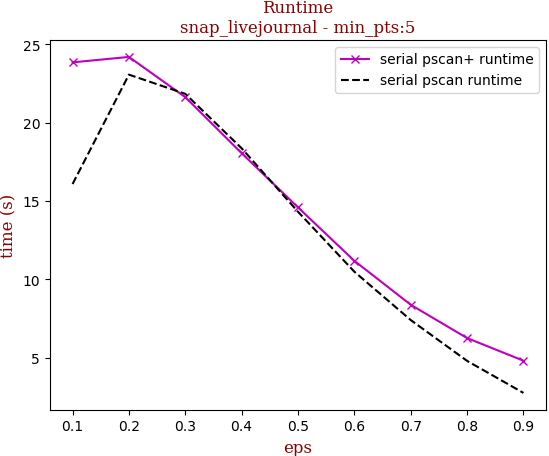 Runtime
snap_livejournal - min_pts:5
serial pscan+ runtime
serial pscan runtime
time (s)
25
20
15
10
5
0.1 0.2 0.3 0.4 0.5 0.6 0.7 0.8 0.9
eps